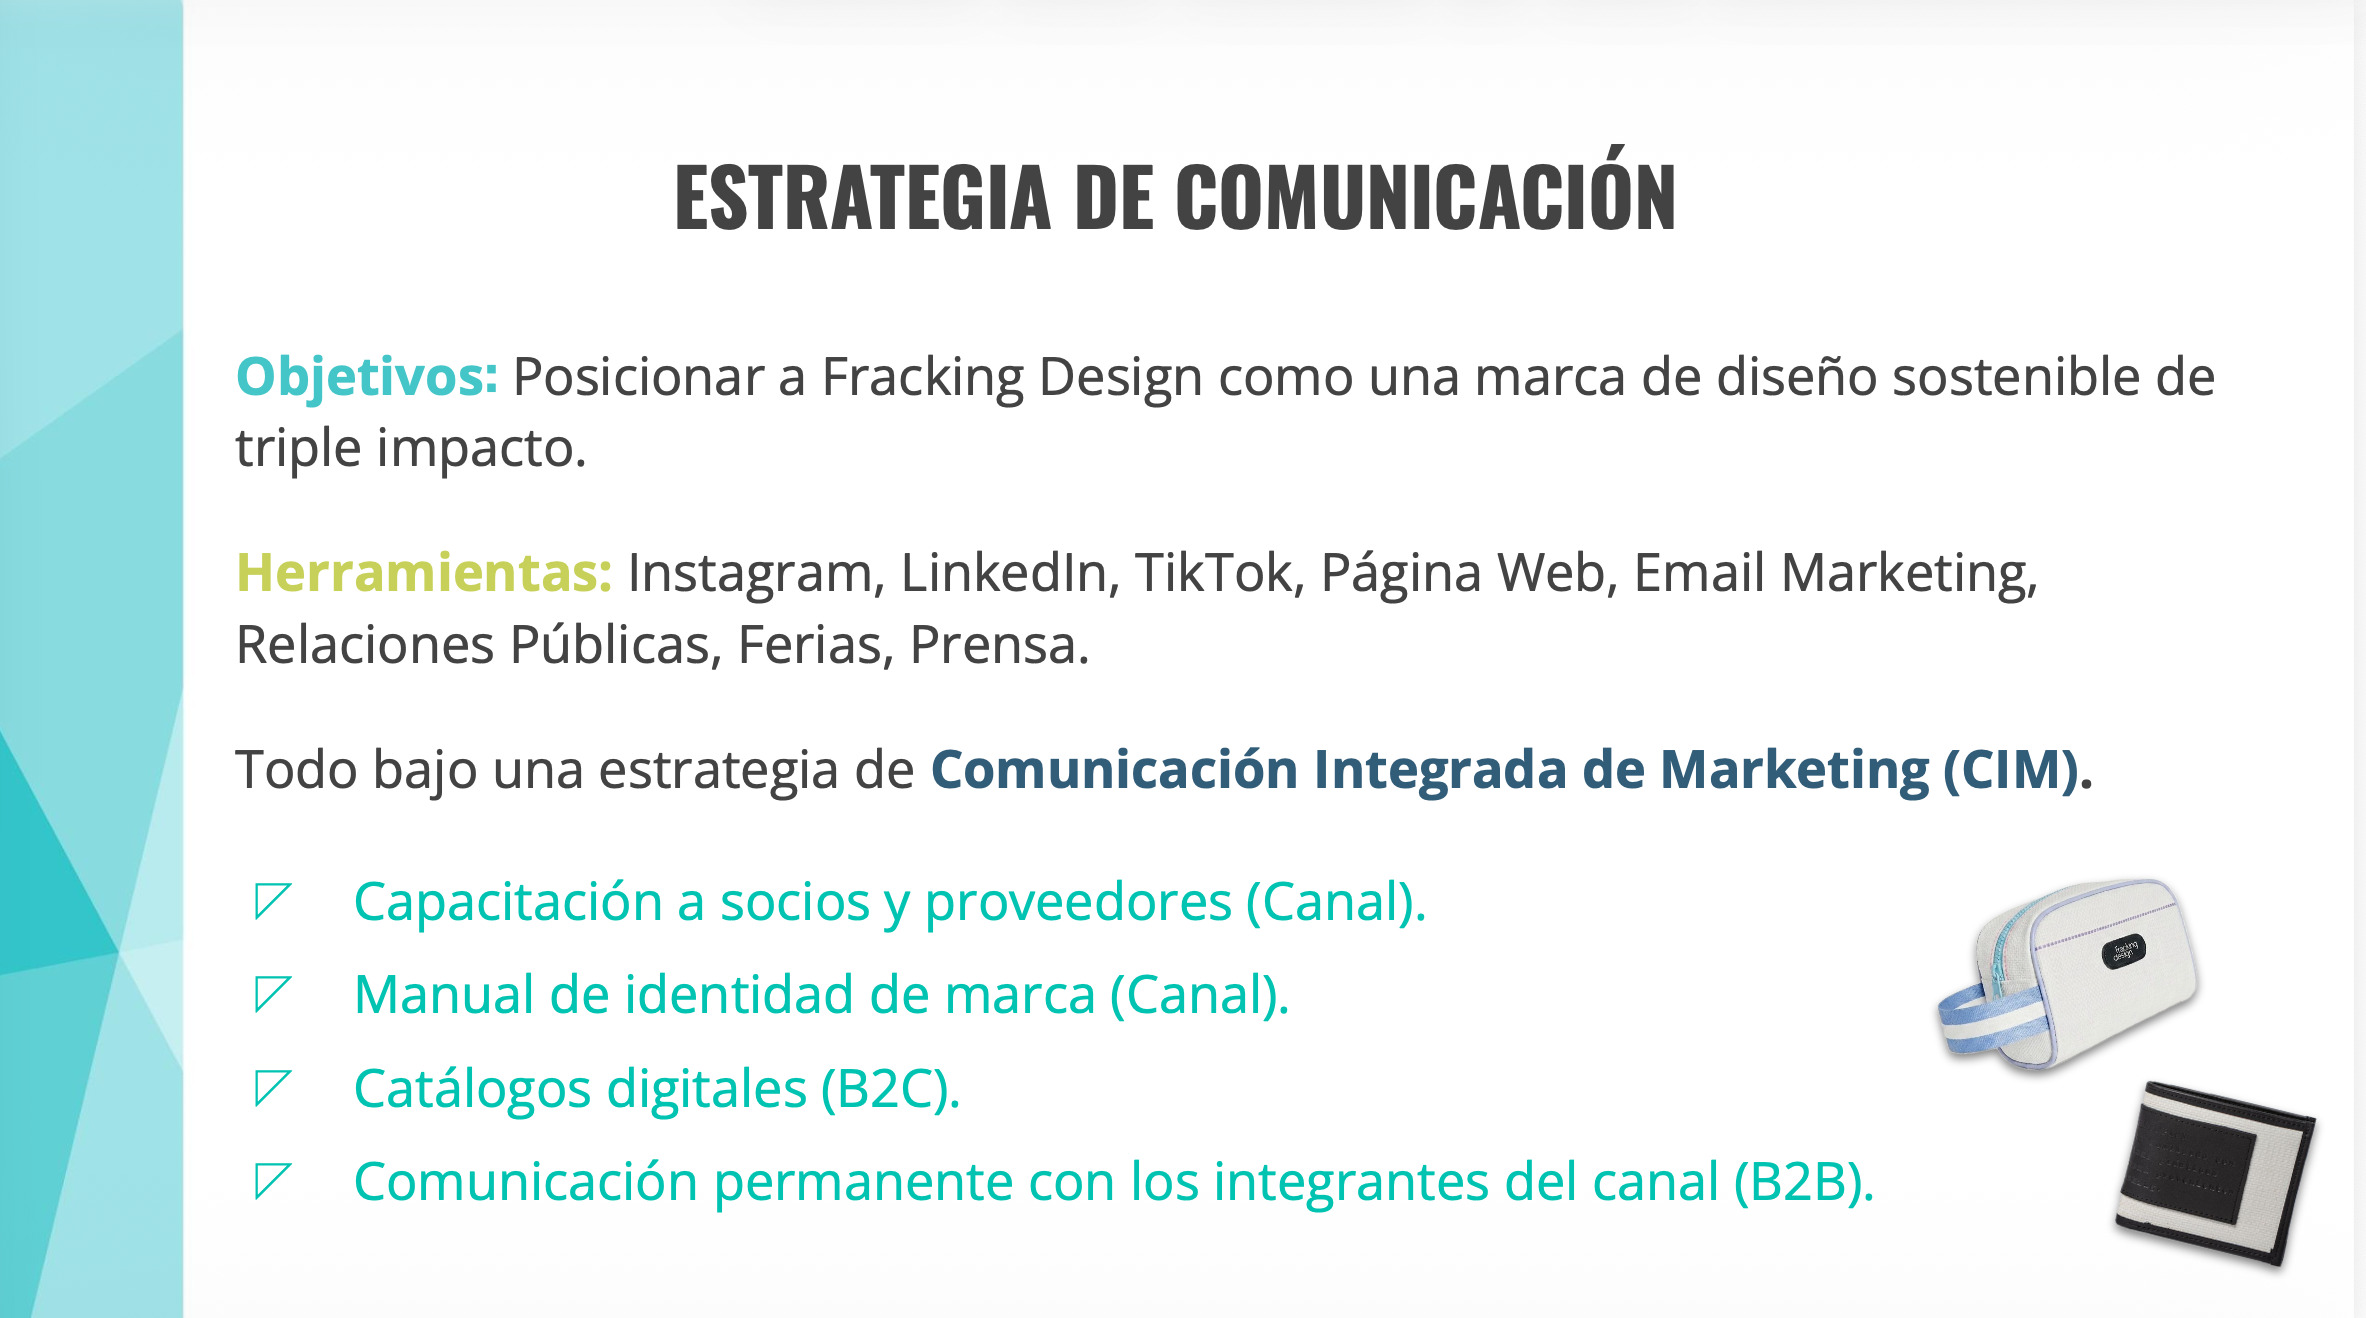 ESTRATEGIA DE COMUNICACIÓN
Objetivos: Posicionar a Fracking Design como una marca de diseño sostenible de
triple impacto.
Herramientas: Instagram, LinkedIn, TikTok, Página Web, Email Marketing,
Relaciones Públicas, Ferias, Prensa.
Todo bajo una estrategia de Comunicación Integrada de Marketing (CIM).
Capacitación a socios y proveedores (Canal).
Manual de identidad de marca (Canal).
Catálogos digitales (B2C).
Comunicación permanente con los integrantes del canal (B2B).
fracking
design